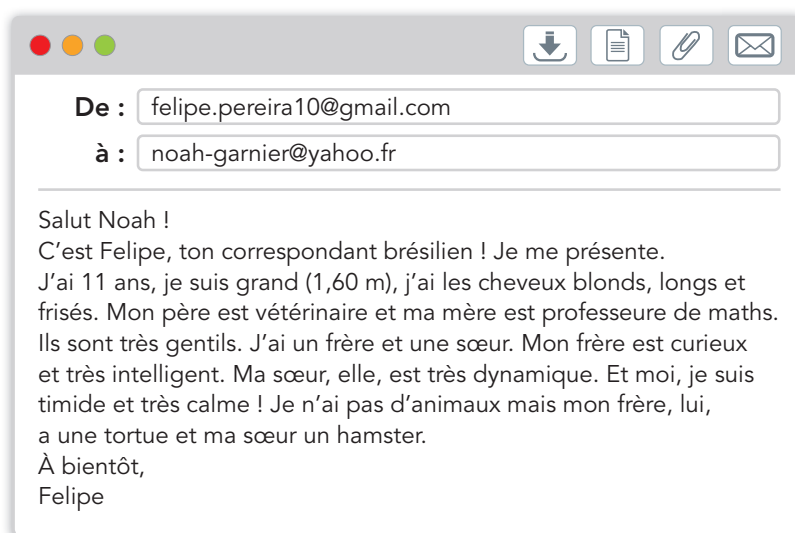 De : felipe.pereira10@gmail.com
à : noah-garnier@yahoo.fr
Salut Noah !
C'est Felipe, ton correspondant brésilien ! Je me présente.
J'ai 11 ans, je suis grand (1,60 m), j'ai les cheveux blonds, longs et
frisés. Mon père est vétérinaire et ma mère est professeure de maths.
Ils sont très gentils. J'ai un frère et une sœur. Mon frère est curieux
et très intelligent. Ma sœur, elle, est très dynamique. Et moi, je suis
timide et très calme ! Je n'ai pas d'animaux mais mon frère, lui,
a une tortue et ma sœur un hamster.
À bientôt,
Felipe